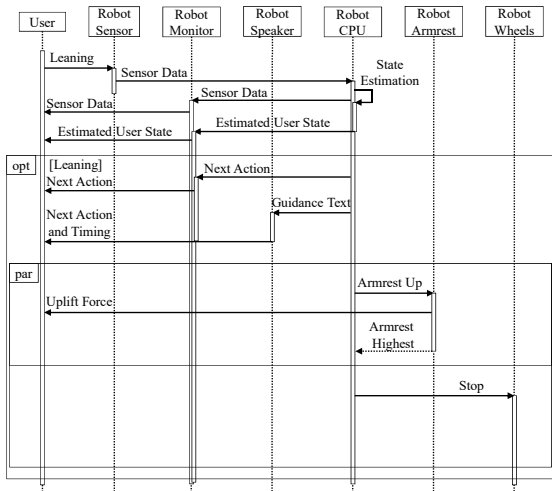 User
Robot
Sensor
Robot
Monitor
Robot
Speaker
Robot
CPU
Robot
Armrest
Robot
Wheels
Leaning
Sensor Data
State
Estimation
Sensor Data
Sensor Data
Estimated User State
Estimated User State
opt
[Leaning]
Next Action
Next Action
Guidance Text
Next Action
and Timing
par
Armrest Up
Uplift Force
Armrest
Highest
Stop